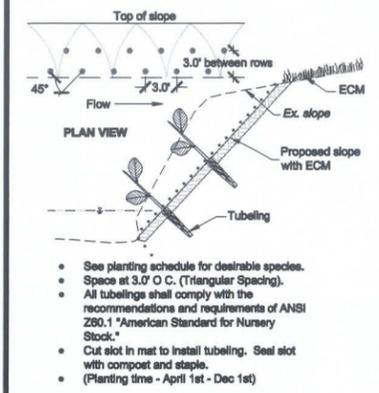 Top of slope
3.0' between rows
45°
3.0'
ECM
Flow
Ex. slope
PLAN VIEW
Proposed slope
with ECM
Tubeling
• See planting schedule for desirable species.
• Space at 3.0' O C. (Triangular Spacing).
• All tubelings shall comply with the
recommendations and requirements of ANSI
Z60.1 "American Standard for Nursery
Stock."
• Cut slot in mat to install tubeling. Seal slot
with compost and staple.
• (Planting time - April 1st - Dec 1st)